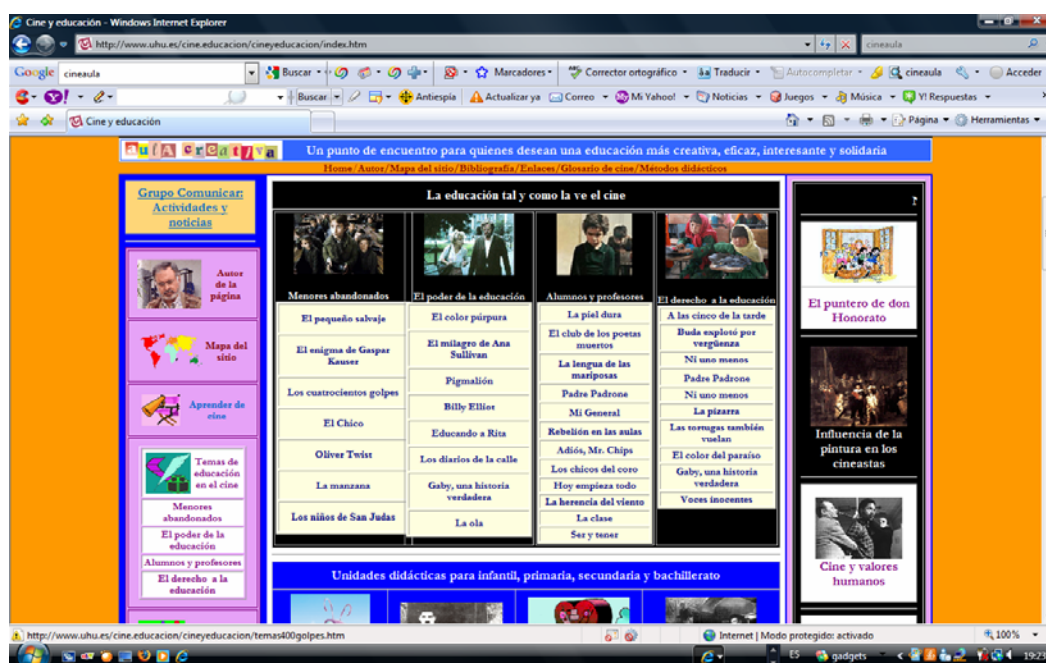 Cine y educación - Windows Internet Explorer
http://www.uhu.es/cine.educacion/cineyeducacion/index.htm
cineaula
Google
cineaula
Buscar
Marcadores
Corrector ortográfico
Traducir
Autocompletar
cineaula
Acceder
Y!
Buscar
Antiespía
Actualizar ya
Correo
Mi Yahoo!
Noticias
Juegos
Música
Y! Respuestas
Cine y educación
Página
Herramientas
aulA creativa
Un punto de encuentro para quienes desean una educación más creativa, eficaz, interesante y solidaria
Home/Autor/Mapa del sitio/Bibliografía/Enlaces/Glosario de cine/Métodos didácticos
Grupo Comunicar:
Actividades y
noticias
Autor
de la
página
Mapa del
sitio
Aprender de
cine
Temas de
educación
en el cine
Menores
abandonados
El poder de la
educación
Alumnos y profesores
El derecho a la
educación
La educación tal y como la ve el cine
Menores abandonados
El pequeño salvaje
El enigma de Gaspar
Kauser
Los cuatrocientos golpes
El Chico
Oliver Twist
La manzana
Los niños de San Judas
El poder de la educación
El color púrpura
El milagro de Ana
Sullivan
Pigmalión
Billy Elliot
Educando a Rita
Los diarios de la calle
Gaby, una historia
verdadera
La ola
Alumnos y profesores
La piel dura
El club de los poetas
muertos
La lengua de las
mariposas
Padre Padrone
Mi General
Rebelión en las aulas
Adiós, Mr. Chips
Los chicos del coro
Hoy empieza todo
La herencia del viento
La clase
Ser y tener
El derecho a la educación
A las cinco de la tarde
Buda explotó por
vergüenza
Ni uno menos
Padre Padrone
Ni uno menos
La pizarra
Las tortugas también
vuelan
El color del paraíso
Gaby, una historia
verdadera
Voces inocentes
Unidades didácticas para infantil, primaria, secundaria y bachillerato
El puntero de don
Honorato
Influencia de la
pintura en los
cineastas
Cine y valores
humanos
http://www.uhu.es/cine.educacion/cineyeducacion/temas400golpes.htm
Internet | Modo protegido: activado
100%
ES
gadgets
19:23